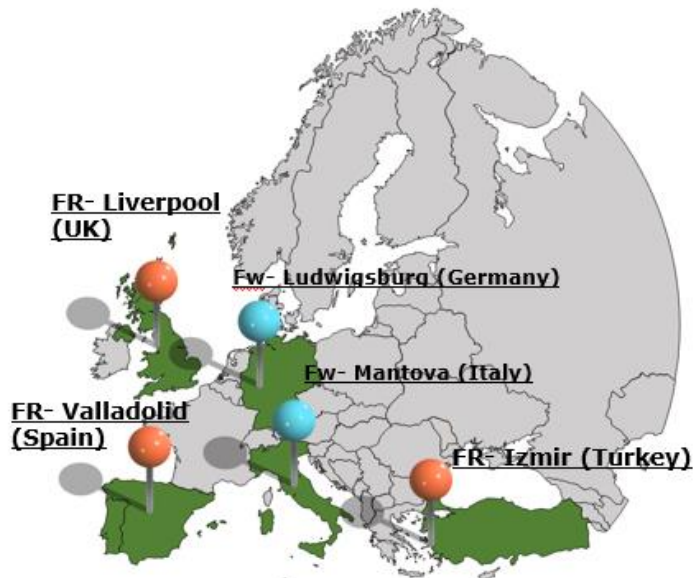 FR- Liverpool
(UK)
Fw- Ludwigsburg (Germany)
Fw- Mantova (Italy)
FR- Valladolid
(Spain)
FR- Izmir (Turkey)